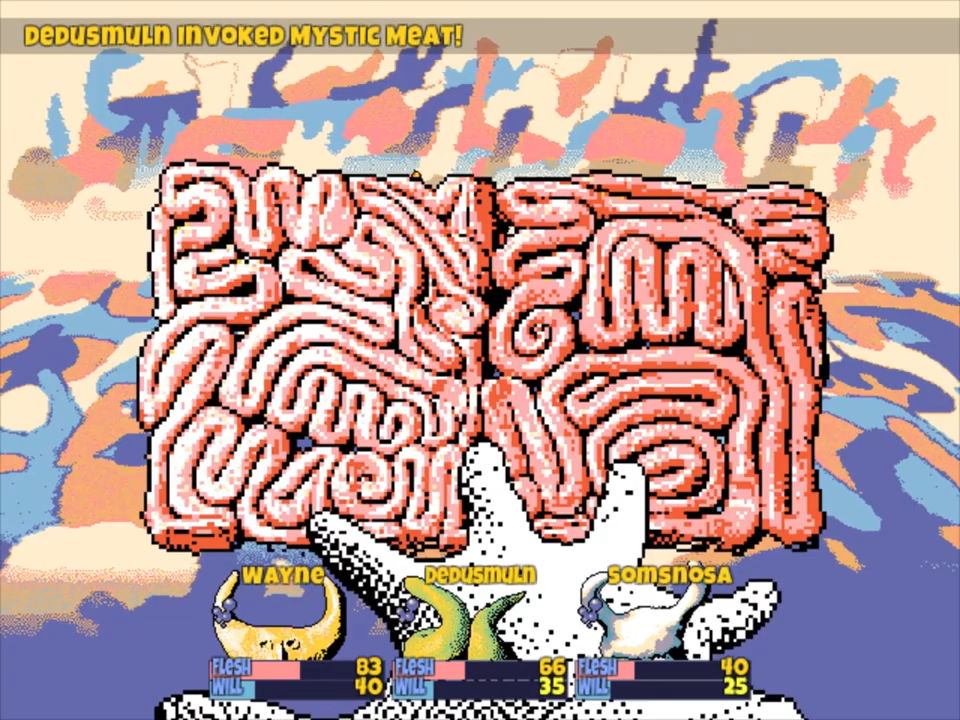 Dedusmuln invoked Mystic Meat!
Wayne
Dedusmuln
Somsnosa
Flesh 83
Will 40
Flesh 66
Will 35
Flesh 40
Will 25